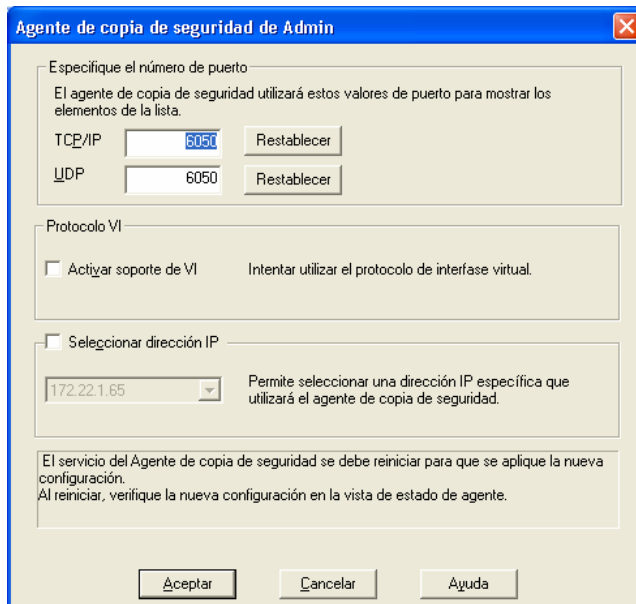 Agente de copia de seguridad de Admin
Especifique el número de puerto
El agente de copia de seguridad utilizará estos valores de puerto para mostrar los
elementos de la lista.
TCP/IP 6050 Restablecer
UDP 6050 Restablecer
Protocolo VI
Activar soporte de VI Intentar utilizar el protocolo de interfase virtual.
Seleccionar dirección IP
172.22.1.65
Permite seleccionar una dirección IP específica que
utilizará el agente de copia de seguridad.
El servicio del Agente de copia de seguridad se debe reiniciar para que se aplique la nueva
configuración.
Al reiniciar, verifique la nueva configuración en la vista de estado de agente.
Aceptar Cancelar Ayuda